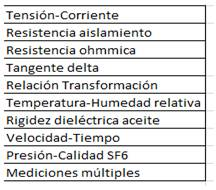 Tensión-Corriente
Resistencia aislamiento
Resistencia ohmmica
Tangente delta
Relación Transformación
Temperatura-Humedad relativa
Rigidez dieléctrica aceite
Velocidad-Tiempo
Presión-Calidad SF6
Mediciones múltiples